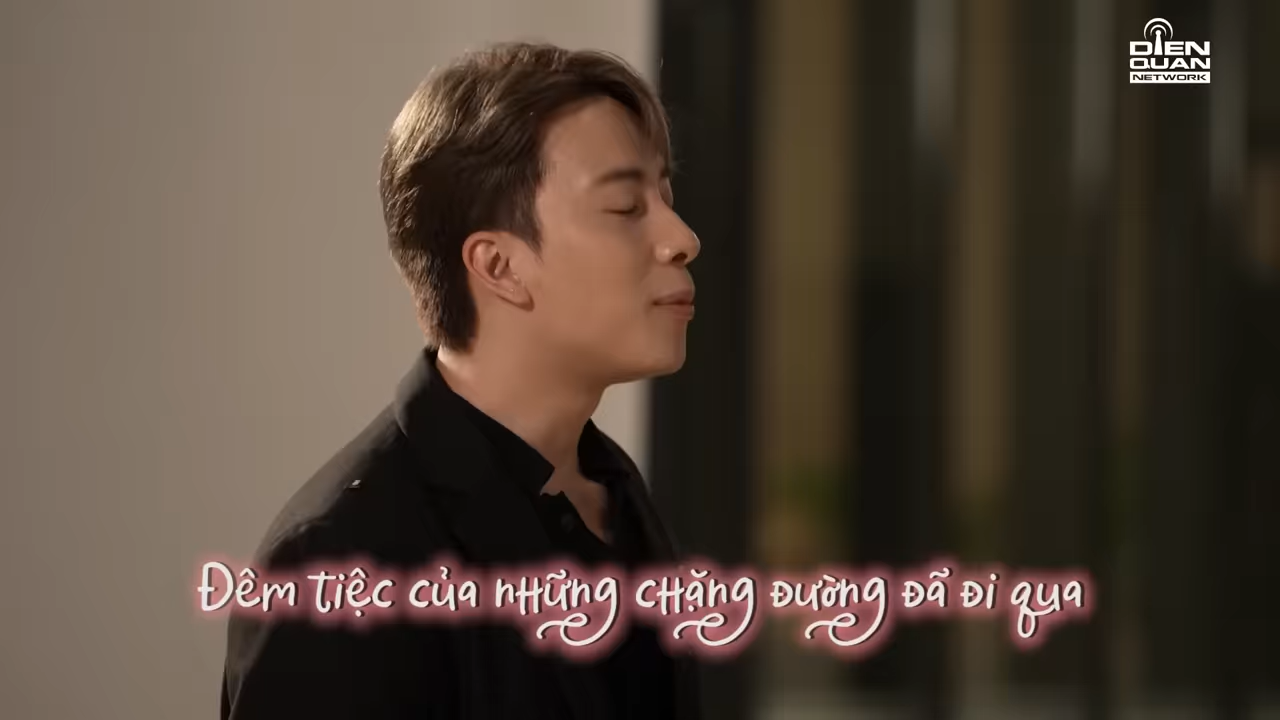 DIEN
QUAN
NETWORK
Đêm tiệc của những chặng đường đã đi qua